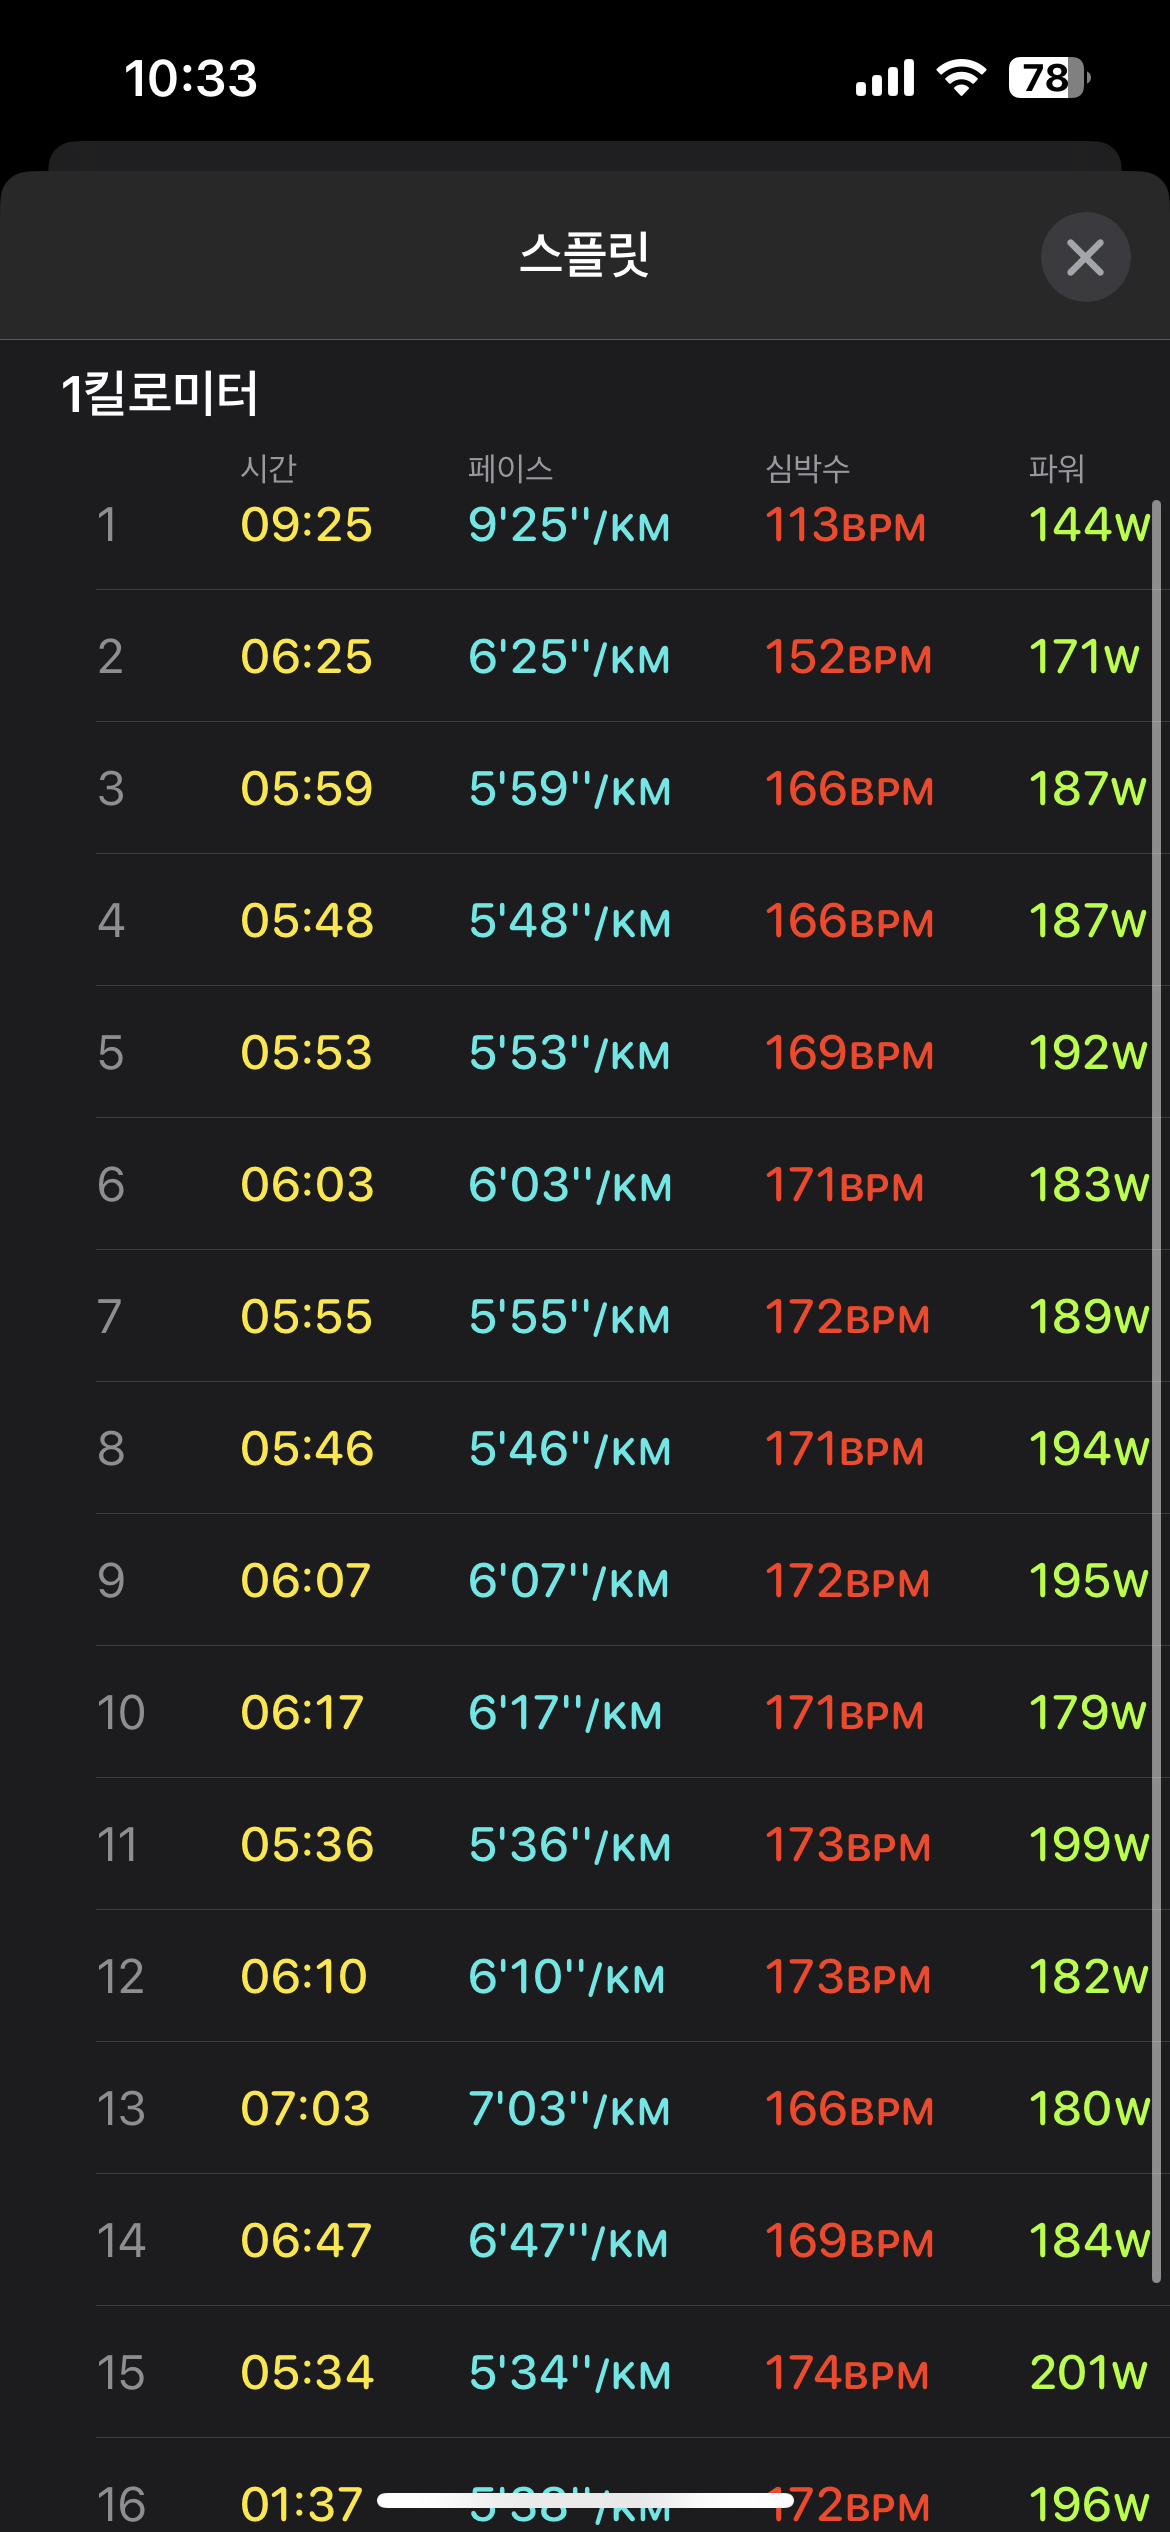 10:33
78
스플릿
1킬로미터
시간 페이스 심박수 파워
1 09:25 9'25''/KM 113BPM 144W
2 06:25 6'25''/KM 152BPM 171W
3 05:59 5'59''/KM 166BPM 187W
4 05:48 5'48''/KM 166BPM 187W
5 05:53 5'53''/KM 169BPM 192W
6 06:03 6'03''/KM 171BPM 183W
7 05:55 5'55''/KM 172BPM 189W
8 05:46 5'46''/KM 171BPM 194W
9 06:07 6'07''/KM 172BPM 195W
10 06:17 6'17''/KM 171BPM 179W
11 05:36 5'36''/KM 173BPM 199W
12 06:10 6'10''/KM 173BPM 182W
13 07:03 7'03''/KM 166BPM 180W
14 06:47 6'47''/KM 169BPM 184W
15 05:34 5'34''/KM 174BPM 201W
16 01:37 5'38''/KM 172BPM 196W